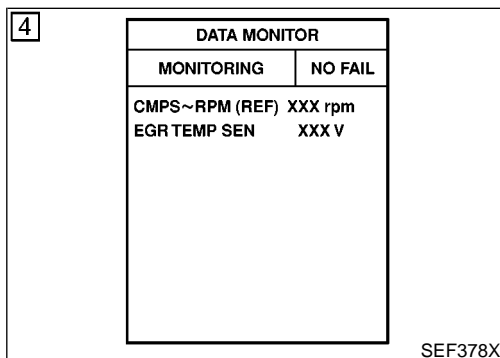 4
DATA MONITOR
MONITORING NO FAIL
CMPS~RPM (REF) XXX rpm
EGR TEMP SEN XXX V
SEF378X